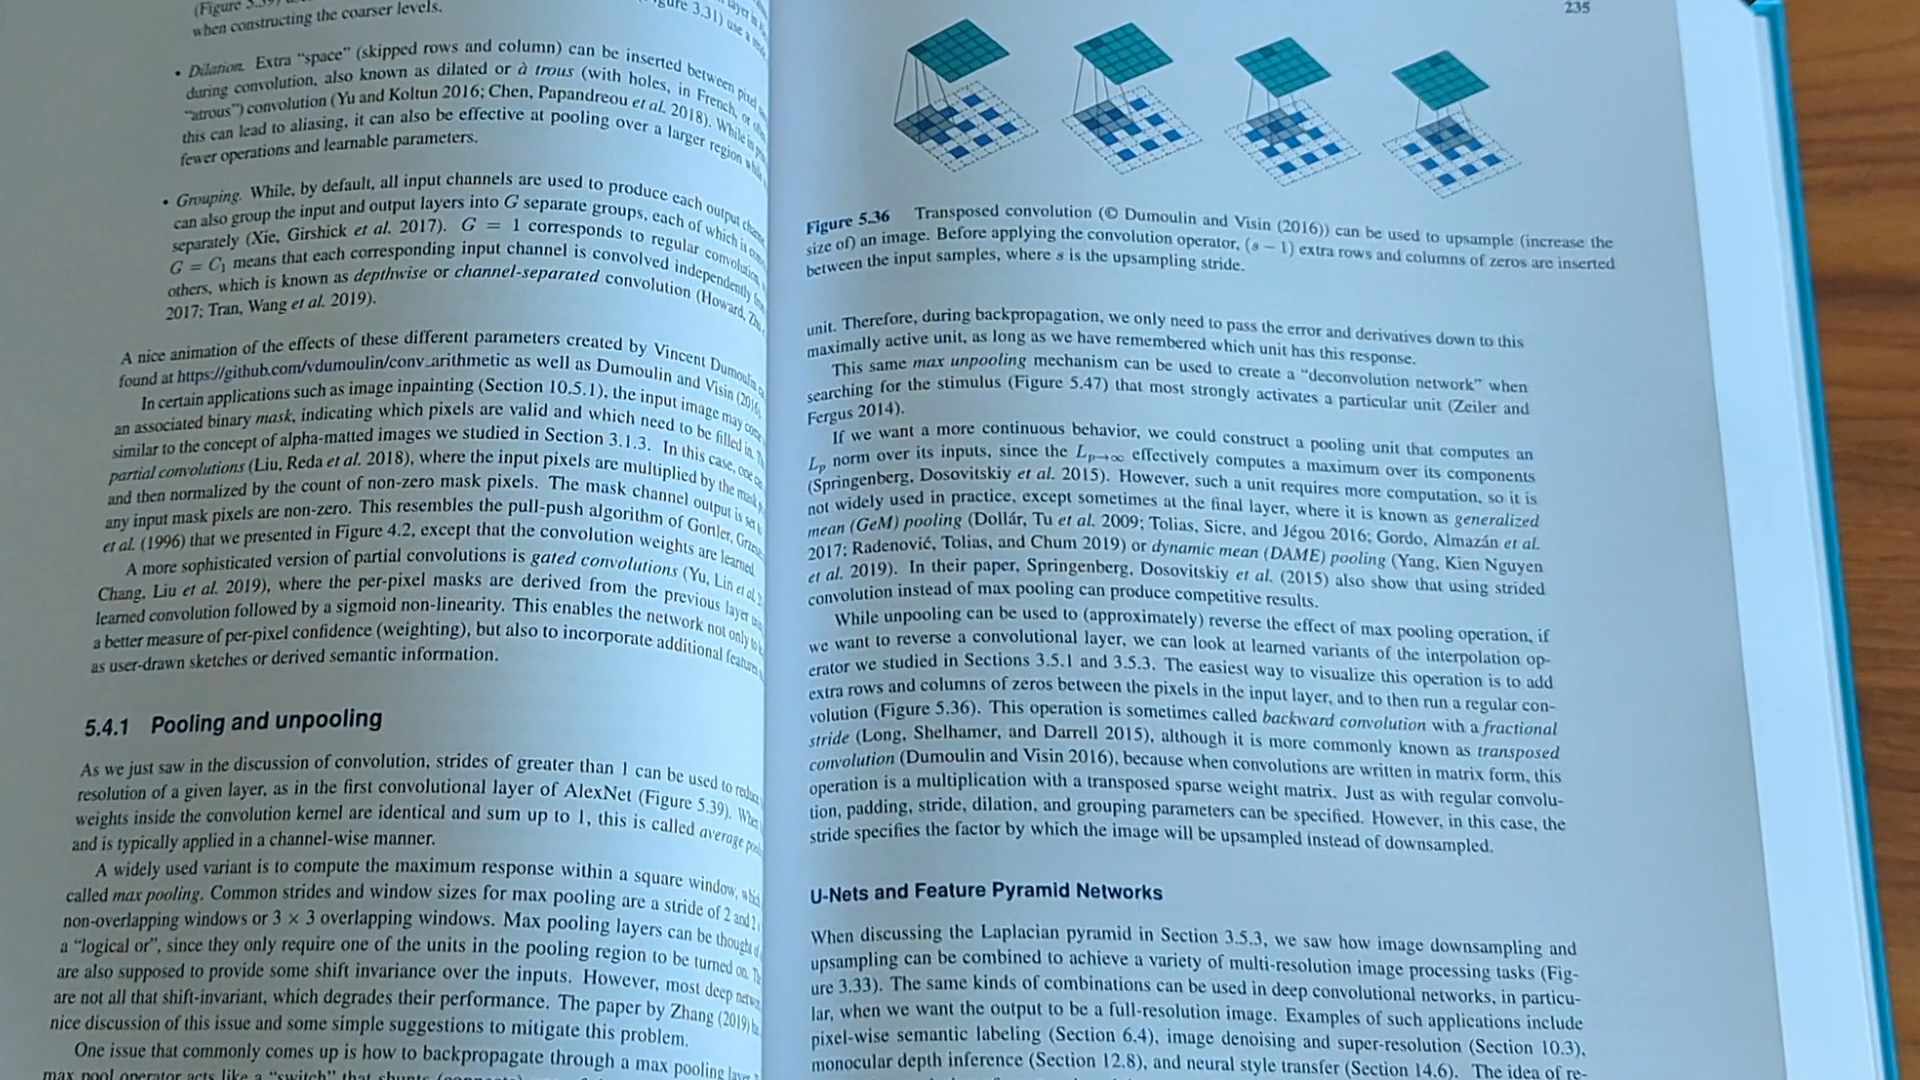 (Figure
when constructing the coarser levels.
• Dilation. Extra “space” (skipped rows and column) can be inserted between pixel
during convolution, also known as dilated or à trous (with holes, in French, or
“atrous”) convolution (Yu and Koltun 2016; Chen, Papandreou et al. 2018). While
this can lead to aliasing, it can also be effective at pooling over a larger region
fewer operations and learnable parameters.
• Grouping. While, by default, all input channels are used to produce each output
can also group the input and output layers into G separate groups, each of which is
separately (Xie, Girshick et al. 2017). G = 1 corresponds to regular convolution,
G = C₁ means that each corresponding input channel is convolved independently
others, which is known as depthwise or channel-separated convolution (Howard,
2017; Tran, Wang et al. 2019).
A nice animation of the effects of these different parameters created by Vincent Dumoulin
found at https://github.com/vdumoulin/conv_arithmetic as well as Dumoulin and Visin
In certain applications such as image inpainting (Section 10.5.1), the input image may
an associated binary mask, indicating which pixels are valid and which need to be filled in.
similar to the concept of alpha-matted images we studied in Section 3.1.3. In this case,
partial convolutions (Liu, Reda et al. 2018), where the input pixels are multiplied by the
and then normalized by the count of non-zero mask pixels. The mask channel output is
any input mask pixels are non-zero. This resembles the pull-push algorithm of Gortler,
et al. (1996) that we presented in Figure 4.2, except that the convolution weights are learned.
A more sophisticated version of partial convolutions is gated convolutions (Yu, Lin et al.
Chang, Liu et al. 2019), where the per-pixel masks are derived from the previous layer
learned convolution followed by a sigmoid non-linearity. This enables the network not only
a better measure of per-pixel confidence (weighting), but also to incorporate additional
as user-drawn sketches or derived semantic information.
5.4.1 Pooling and unpooling
As we just saw in the discussion of convolution, strides of greater than 1 can be used to
resolution of a given layer, as in the first convolutional layer of AlexNet (Figure 5.39).
weights inside the convolution kernel are identical and sum up to 1, this is called average
and is typically applied in a channel-wise manner.
A widely used variant is to compute the maximum response within a square window,
called max pooling. Common strides and window sizes for max pooling are a stride of 2 and
non-overlapping windows or 3 × 3 overlapping windows. Max pooling layers can be thought
a “logical or”, since they only require one of the units in the pooling region to be turned on.
are also supposed to provide some shift invariance over the inputs. However, most deep
are not all that shift-invariant, which degrades their performance. The paper by Zhang (2019)
nice discussion of this issue and some simple suggestions to mitigate this problem.
One issue that commonly comes up is how to backpropagate through a max pooling
max pool operator acts like a “switch” that shunts
235
Figure 5.36 Transposed convolution (© Dumoulin and Visin (2016)) can be used to upsample (increase the
size of) an image. Before applying the convolution operator, (s − 1) extra rows and columns of zeros are inserted
between the input samples, where s is the upsampling stride.
unit. Therefore, during backpropagation, we only need to pass the error and derivatives down to this
maximally active unit, as long as we have remembered which unit has this response.
This same max unpooling mechanism can be used to create a “deconvolution network” when
searching for the stimulus (Figure 5.47) that most strongly activates a particular unit (Zeiler and
Fergus 2014).
If we want a more continuous behavior, we could construct a pooling unit that computes an
Lₚ norm over its inputs, since the Lₚ→∞ effectively computes a maximum over its components
(Springenberg, Dosovitskiy et al. 2015). However, such a unit requires more computation, so it is
not widely used in practice, except sometimes at the final layer, where it is known as generalized
mean (GeM) pooling (Dollár, Tu et al. 2009; Tolias, Sicre, and Jégou 2016; Gordo, Almazán et al.
2017; Radenović, Tolias, and Chum 2019) or dynamic mean (DAME) pooling (Yang, Kien Nguyen
et al. 2019). In their paper, Springenberg, Dosovitskiy et al. (2015) also show that using strided
convolution instead of max pooling can produce competitive results.
While unpooling can be used to (approximately) reverse the effect of max pooling operation, if
we want to reverse a convolutional layer, we can look at learned variants of the interpolation op-
erator we studied in Sections 3.5.1 and 3.5.3. The easiest way to visualize this operation is to add
extra rows and columns of zeros between the pixels in the input layer, and to then run a regular con-
volution (Figure 5.36). This operation is sometimes called backward convolution with a fractional
stride (Long, Shelhamer, and Darrell 2015), although it is more commonly known as transposed
convolution (Dumoulin and Visin 2016), because when convolutions are written in matrix form, this
operation is a multiplication with a transposed sparse weight matrix. Just as with regular convolu-
tion, padding, stride, dilation, and grouping parameters can be specified. However, in this case, the
stride specifies the factor by which the image will be upsampled instead of downsampled.
U-Nets and Feature Pyramid Networks
When discussing the Laplacian pyramid in Section 3.5.3, we saw how image downsampling and
upsampling can be combined to achieve a variety of multi-resolution image processing tasks (Fig-
ure 3.33). The same kinds of combinations can be used in deep convolutional networks, in particu-
lar, when we want the output to be a full-resolution image. Examples of such applications include
pixel-wise semantic labeling (Section 6.4), image denoising and super-resolution (Section 10.3),
monocular depth inference (Section 12.8), and neural style transfer (Section 14.6). The idea of re-